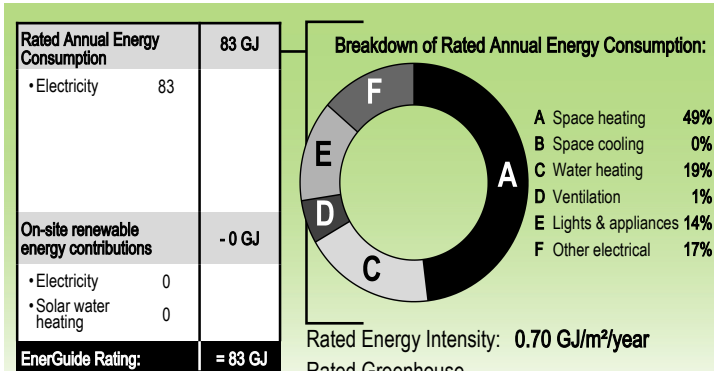 Rated Annual Energy
Consumption
83 GJ
• Electricity 83
On-site renewable
energy contributions
- 0 GJ
• Electricity 0
• Solar water
heating 0
EnerGuide Rating: = 83 GJ
Breakdown of Rated Annual Energy Consumption:
F
E
D
C
A
A Space heating 49%
B Space cooling 0%
C Water heating 19%
D Ventilation 1%
E Lights & appliances 14%
F Other electrical 17%
Rated Energy Intensity: 0.70 GJ/m²/year
Rated Greenhouse